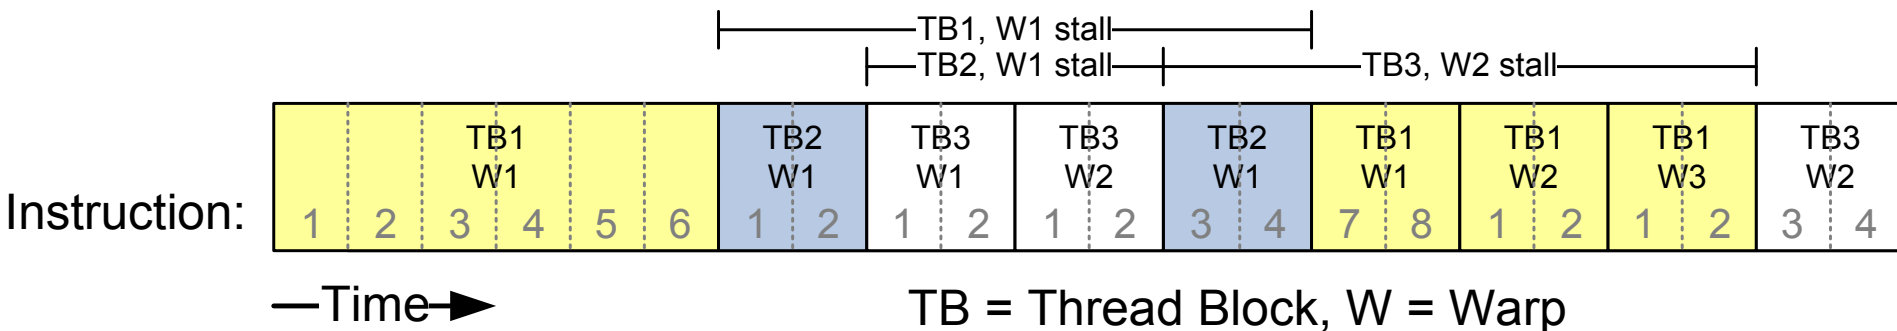 TB1, W1 stall
TB2, W1 stall
TB3, W2 stall
TB1 TB2 TB3 TB3 TB2 TB1 TB1 TB1 TB3
W1 W1 W1 W2 W1 W1 W2 W3 W2
Instruction: 1 2 3 4 5 6 1 2 1 2 1 2 3 4 7 8 1 2 1 2 3 4
Time
TB = Thread Block, W = Warp